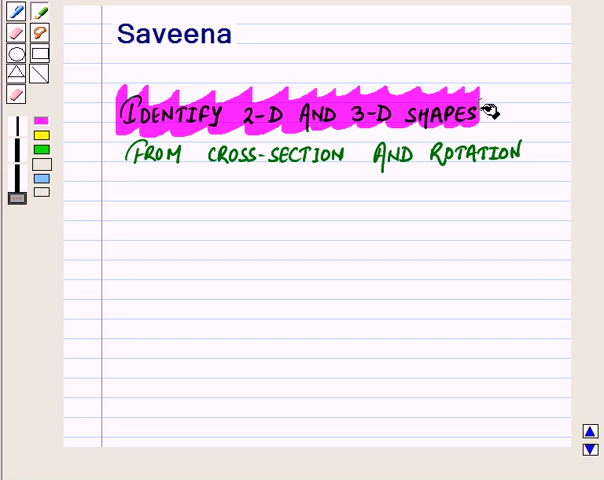 Saveena
IDENTIFY 2-D AND 3-D SHAPES
FROM CROSS-SECTION AND ROTATION